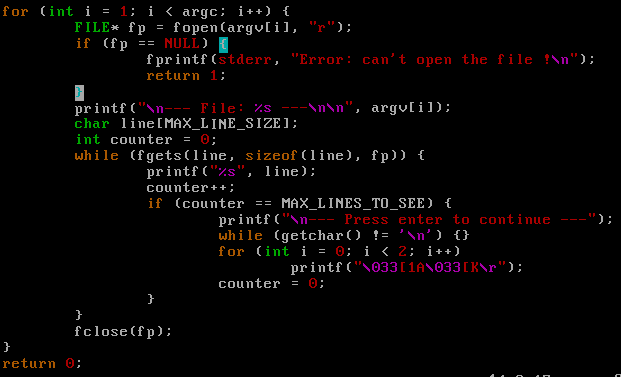 for (int i = 1; i < argc; i++) {
FILE* fp = fopen(argv[i], "r");
if (fp == NULL) {
fprintf(stderr, "Error: can't open the file !\n");
return 1;
}
printf("\n--- File: %s ---\n\n", argv[i]);
char line[MAX_LINE_SIZE];
int counter = 0;
while (fgets(line, sizeof(line), fp)) {
printf("%s", line);
counter++;
if (counter == MAX_LINES_TO_SEE) {
printf("\n--- Press enter to continue ---");
while (getchar() != '\n') {}
for (int i = 0; i < 2; i++)
printf("\033[1A\033[K\r");
counter = 0;
}
}
fclose(fp);
}
return 0;